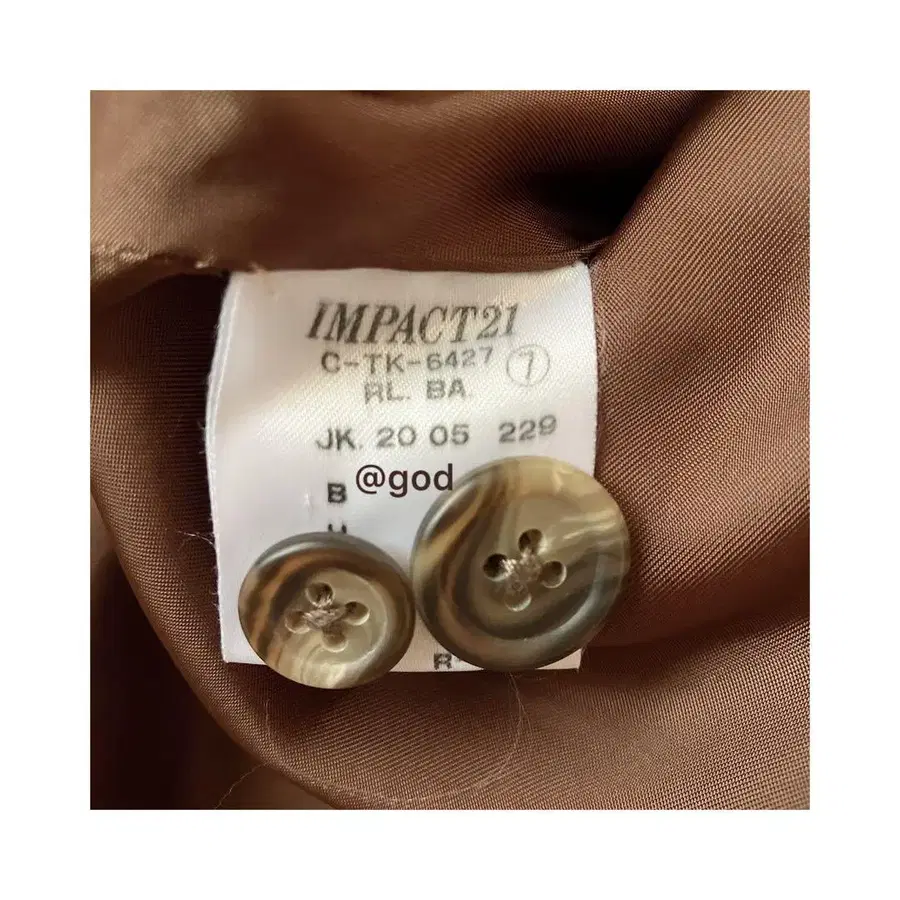 IMPACT21
C-TK-6427 ⑦
RL. BA.
JK. 20 05 229
B @god
R